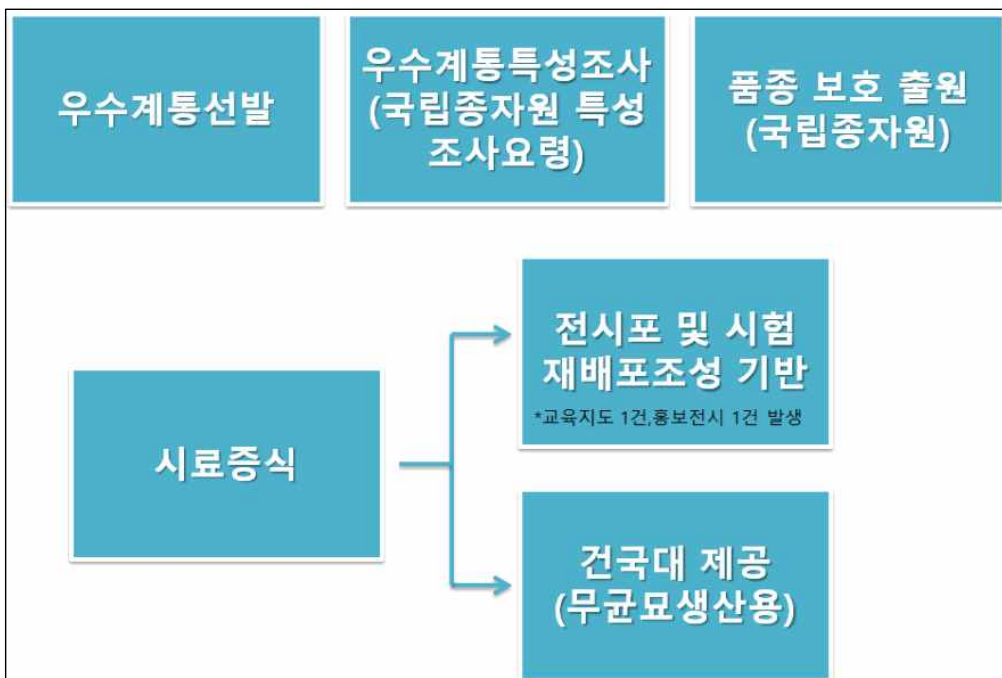 우수계통선발
우수계통특성조사
(국립종자원 특성
조사요령)
품종 보호 출원
(국립종자원)
시료증식
전시포 및 시험
재배포조성 기반
*교육지도 1건,홍보전시 1건 발생
건국대 제공
(무균묘생산용)